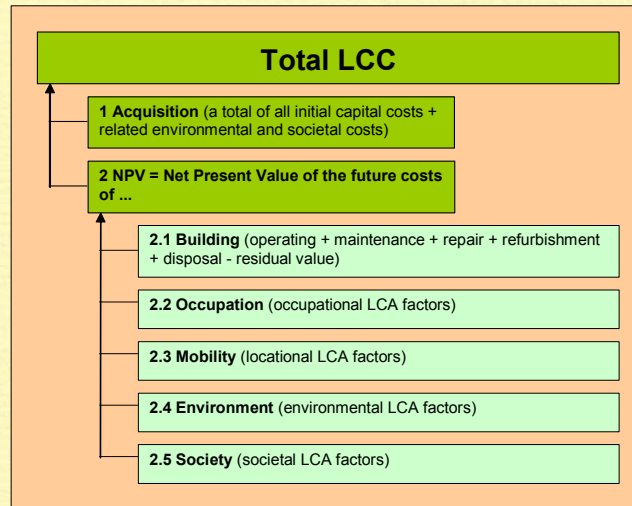 Total LCC
1 Acquisition (a total of all initial capital costs +
related environmental and societal costs)
2 NPV = Net Present Value of the future costs
of ...
2.1 Building (operating + maintenance + repair + refurbishment
+ disposal - residual value)
2.2 Occupation (occupational LCA factors)
2.3 Mobility (locational LCA factors)
2.4 Environment (environmental LCA factors)
2.5 Society (societal LCA factors)